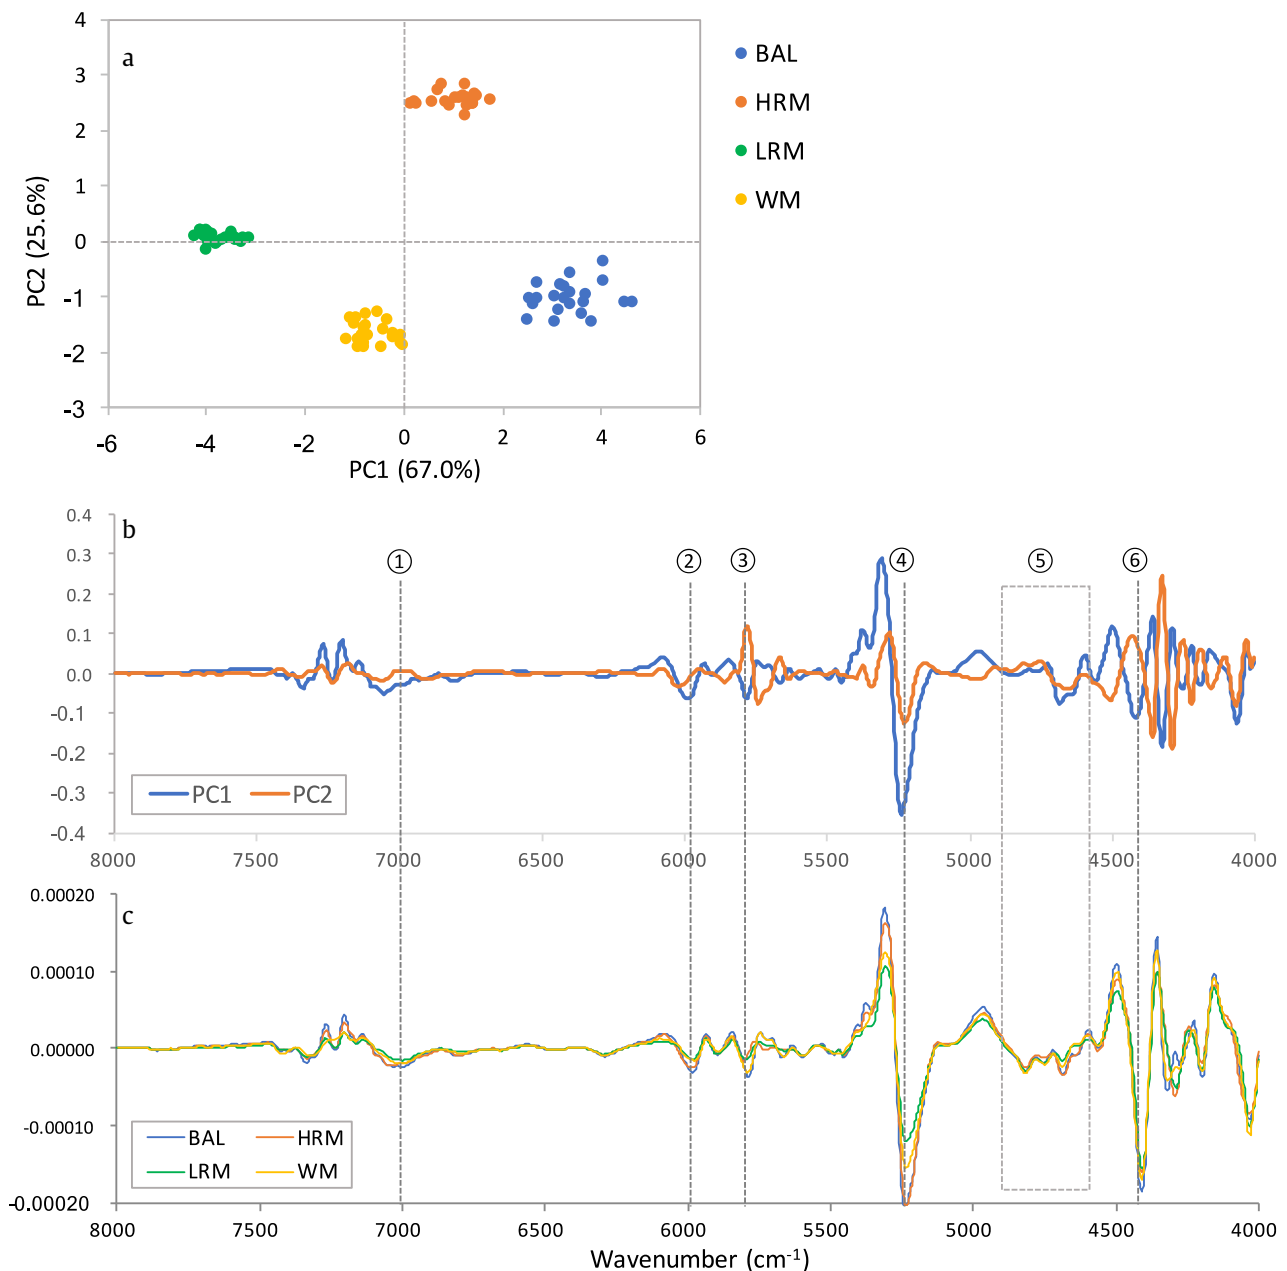 a
4
3
2
1
0
-1
-2
-3
PC2 (25.6%)
-6
-4
-2
0
2
4
6
PC1 (67.0%)
BAL
HRM
LRM
WM
b
0.4
0.3
0.2
0.1
0.0
-0.1
-0.2
-0.3
-0.4
① ② ③ ④ ⑤ ⑥
PC1 PC2
8000 7500 7000 6500 6000 5500 5000 4500 4000
c
0.00020
0.00010
0.00000
-0.00010
-0.00020
BAL HRM
LRM WM
8000 7500 7000 6500 6000 5500 5000 4500 4000
Wavenumber (cm⁻¹)